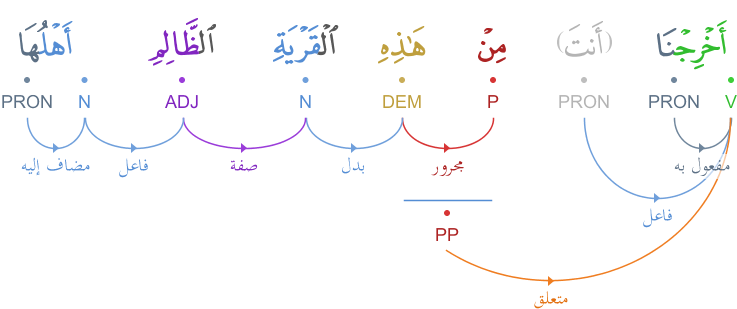 أَخْرِجْنَا (أَنتَ) مِنْ هَٰذِهِ ٱلْقَرْيَةِ ٱلظَّالِمِ أَهْلُهَا
V PRON PRON P DEM N ADJ N PRON
مفعول به مجرور بدل صفة فاعل مضاف إليه
فاعل
PP
متعلق